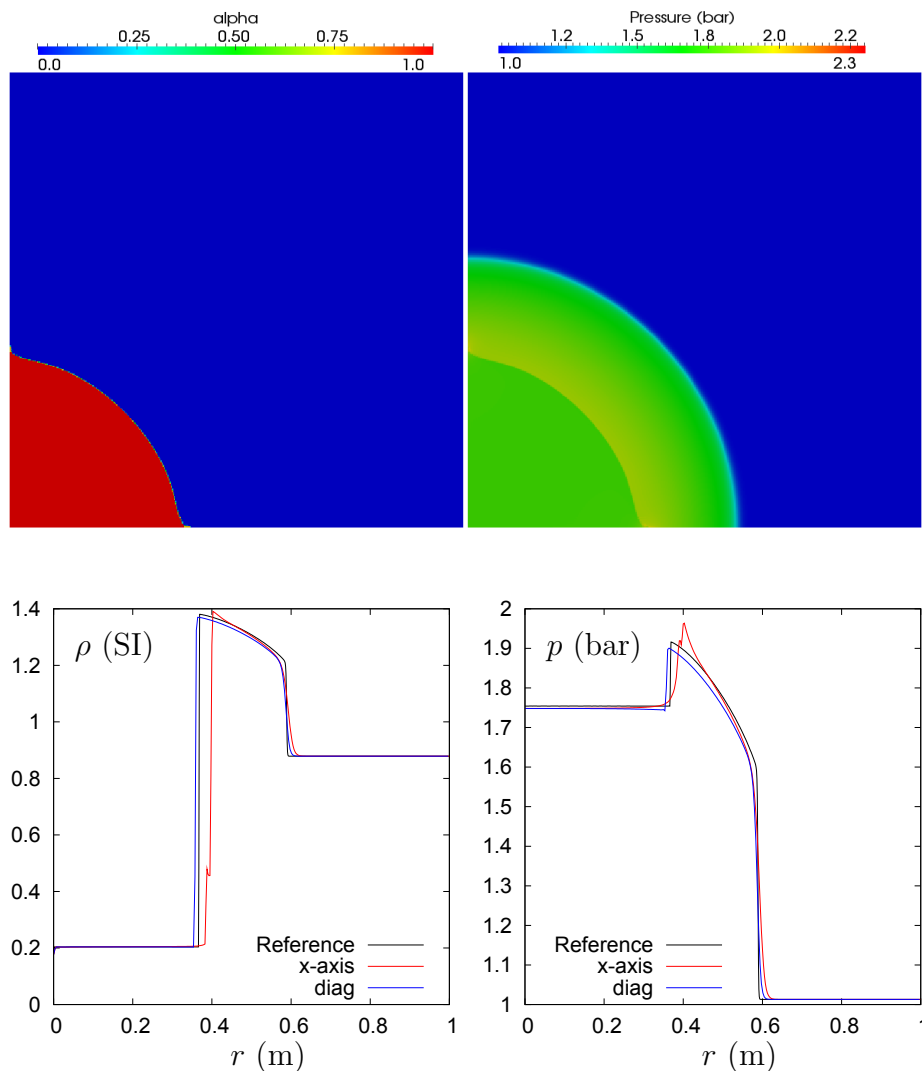 alpha
0.25 0.50 0.75
0.0 1.0
Pressure (bar)
1.2 1.5 1.8 2.0 2.2
1.0 2.3
1.4
1.2
1
0.8
0.6
0.4
0.2
0
0 0.2 0.4 0.6 0.8 1
ρ (SI)
Reference
x-axis
diag
r (m)
2
1.9
1.8
1.7
1.6
1.5
1.4
1.3
1.2
1.1
1
0 0.2 0.4 0.6 0.8 1
p (bar)
Reference
x-axis
diag
r (m)